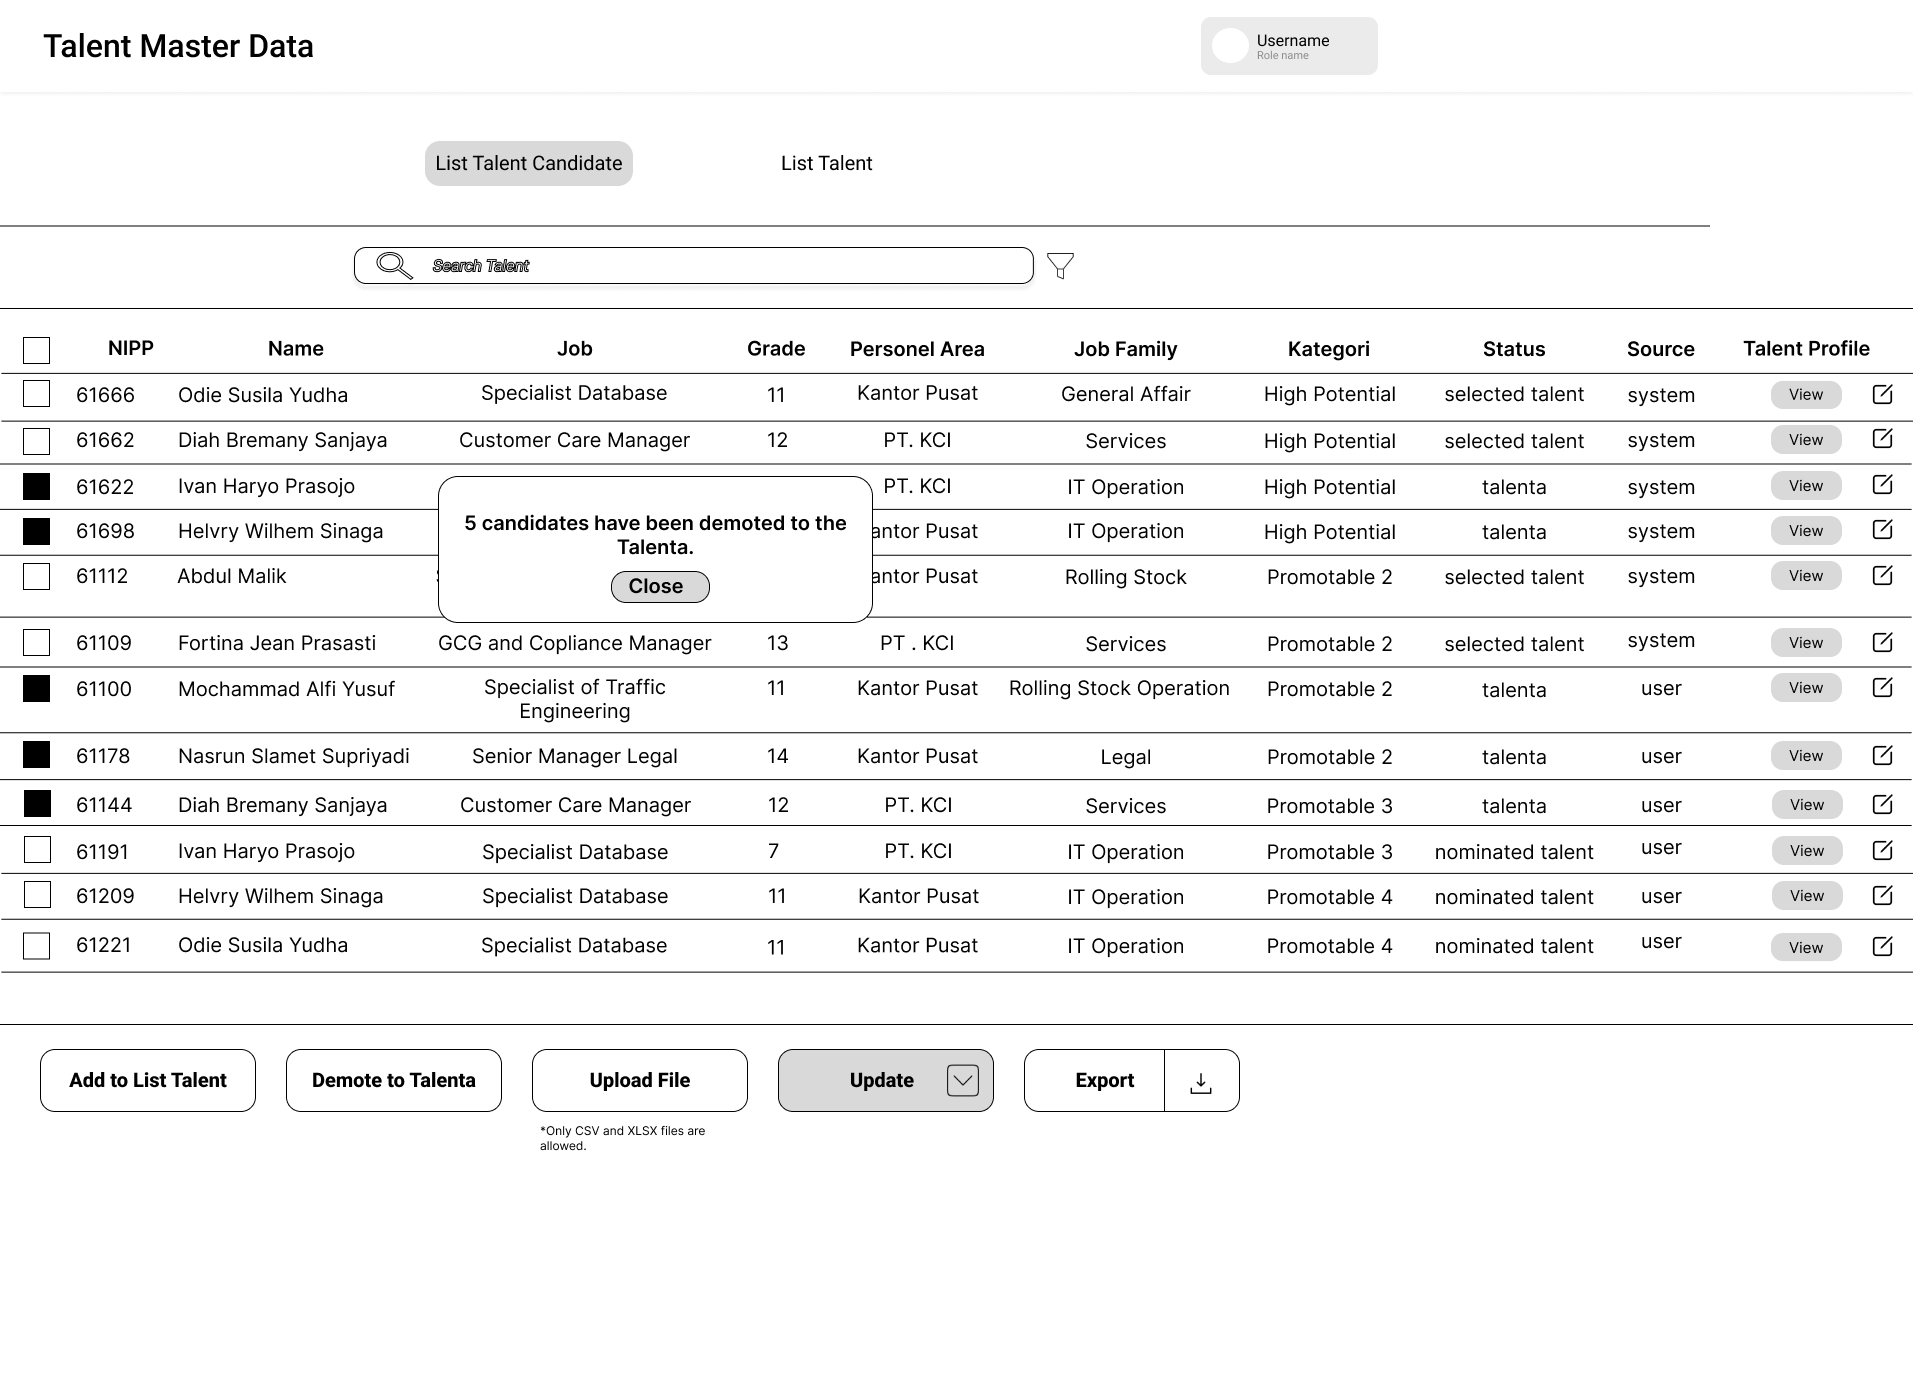 Talent Master Data
Username
Role name
List Talent Candidate
List Talent
Search Talent
NIPP Name Job Grade Personel Area Job Family Kategori Status Source Talent Profile
61666 Odie Susila Yudha Specialist Database 11 Kantor Pusat General Affair High Potential selected talent system View
61662 Diah Bremany Sanjaya Customer Care Manager 12 PT. KCI Services High Potential selected talent system View
61622 Ivan Haryo Prasojo PT. KCI IT Operation High Potential talenta system View
61698 Helvry Wilhem Sinaga antor Pusat IT Operation High Potential talenta system View
61112 Abdul Malik antor Pusat Rolling Stock Promotable 2 selected talent system View
5 candidates have been demoted to the
Talenta.
Close
61109 Fortina Jean Prasasti GCG and Copliance Manager 13 PT . KCI Services Promotable 2 selected talent system View
61100 Mochammad Alfi Yusuf Specialist of Traffic 11 Kantor Pusat Rolling Stock Operation Promotable 2 talenta user View
Engineering
61178 Nasrun Slamet Supriyadi Senior Manager Legal 14 Kantor Pusat Legal Promotable 2 talenta user View
61144 Diah Bremany Sanjaya Customer Care Manager 12 PT. KCI Services Promotable 3 talenta user View
61191 Ivan Haryo Prasojo Specialist Database 7 PT. KCI IT Operation Promotable 3 nominated talent user View
61209 Helvry Wilhem Sinaga Specialist Database 11 Kantor Pusat IT Operation Promotable 4 nominated talent user View
61221 Odie Susila Yudha Specialist Database 11 Kantor Pusat IT Operation Promotable 4 nominated talent user View
Add to List Talent
Demote to Talenta
Upload File
Update
Export
*Only CSV and XLSX files are
allowed.